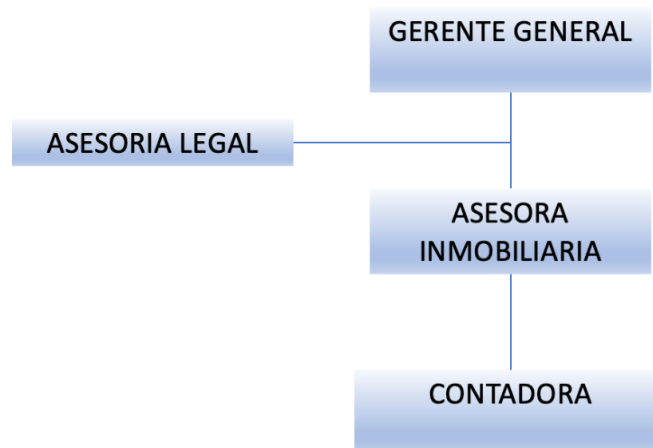 GERENTE GENERAL
ASESORIA LEGAL
ASESORA
INMOBILIARIA
CONTADORA